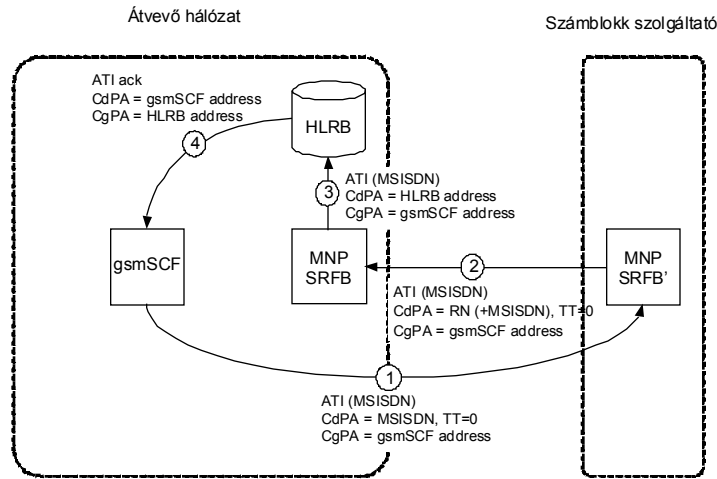 Átvevő hálózat
Számblokk szolgáltató
ATI ack
CdPA = gsmSCF address
CgPA = HLRB address
HLRB
4
3
ATI (MSISDN)
CdPA = HLRB address
CgPA = gsmSCF address
gsmSCF
MNP
SRFB
2
MNP
SRFB'
ATI (MSISDN)
CdPA = RN (+MSISDN), TT=0
CgPA = gsmSCF address
1
ATI (MSISDN)
CdPA = MSISDN, TT=0
CgPA = gsmSCF address